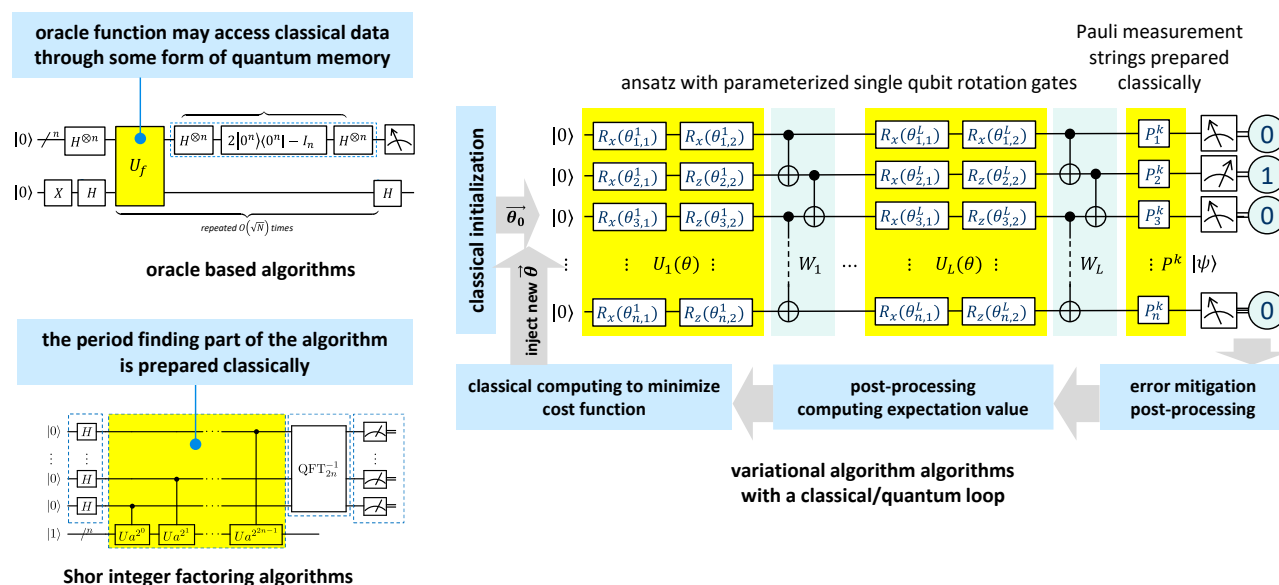 oracle function may access classical data
through some form of quantum memory
|0⟩ n H⊗n U_f H⊗n 2|0ⁿ⟩⟨0ⁿ| − I_n H⊗n
|0⟩ X H H
repeated O(√N) times
oracle based algorithms
the period finding part of the algorithm
is prepared classically
|0⟩ H ··· 
⋮ ⋮ ··· ⋮
|0⟩ H ··· QFT⁻¹_2n
|0⟩ H ···
|1⟩ n Ua^2^0 Ua^2^1 ··· Ua^2^2n−1
Shor integer factoring algorithms
Pauli measurement
strings prepared
classically
ansatz with parameterized single qubit rotation gates
classical initialization
θ₀
inject new θ
|0⟩ R_x(θ^1_1,1) R_x(θ^1_1,2) R_x(θ^L_1,1) R_x(θ^L_1,2) P^k_1 0
|0⟩ R_x(θ^1_2,1) R_z(θ^1_2,2) R_x(θ^L_2,1) R_z(θ^L_2,2) P^k_2 1
|0⟩ R_x(θ^1_3,1) R_z(θ^1_3,2) R_x(θ^L_3,1) R_z(θ^L_3,2) P^k_3 0
⋮ ⋮ U_1(θ) ⋮ W_1 ... ⋮ U_L(θ) ⋮ W_L ⋮ P^k |ψ⟩
|0⟩ R_x(θ^1_n,1) R_z(θ^1_n,2) R_x(θ^L_n,1) R_z(θ^L_n,2) P^k_n 0
classical computing to minimize
cost function
post-processing
computing expectation value
error mitigation
post-processing
variational algorithm algorithms
with a classical/quantum loop